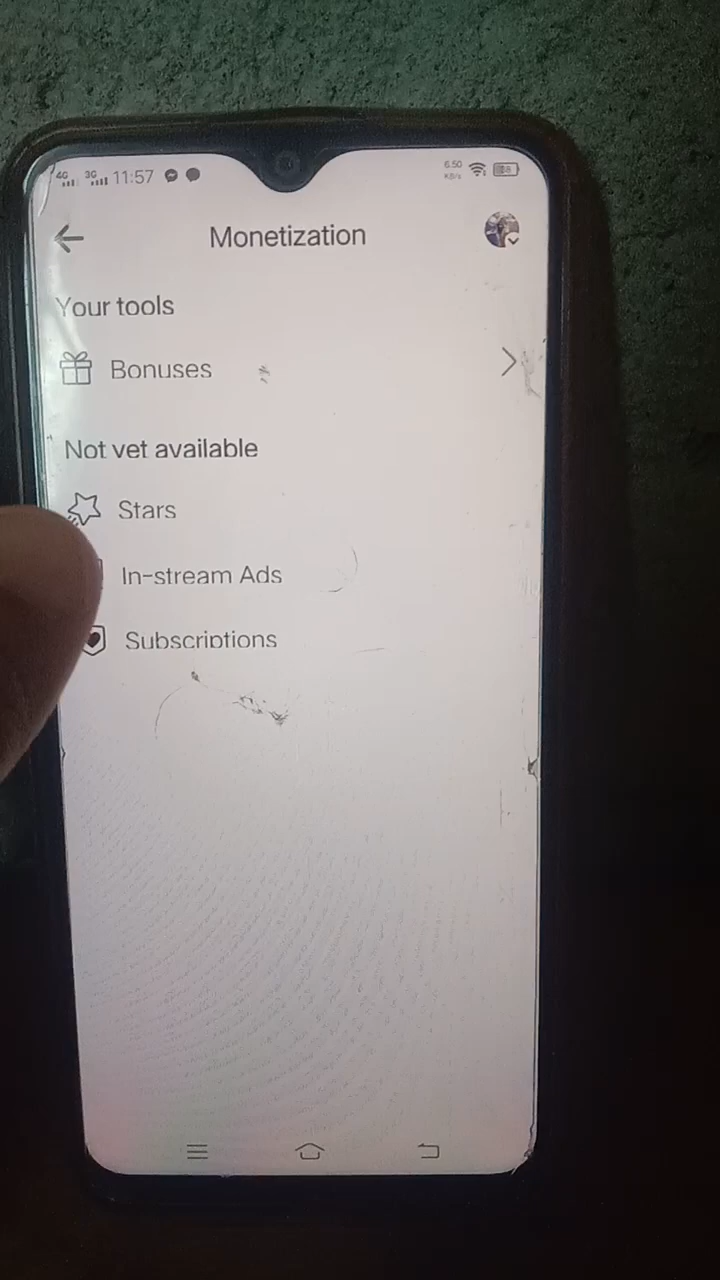 4G 3G 11:57
6.50 KB/s
Monetization
Your tools
Bonuses
Not yet available
Stars
In-stream Ads
Subscriptions